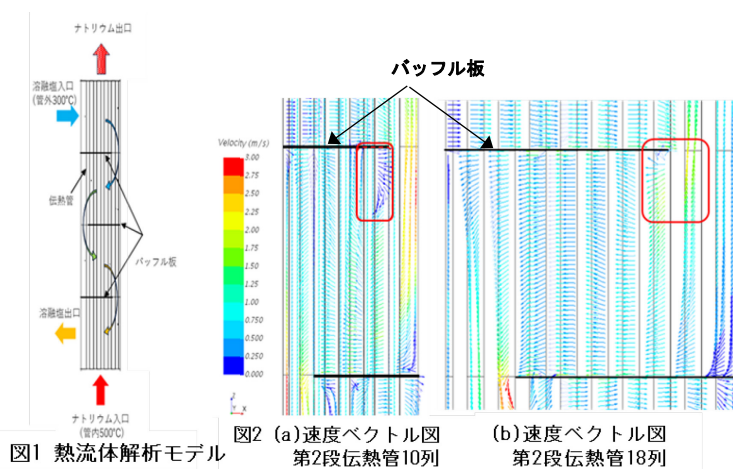 ナトリウム出口
溶融塩入口
(管外300℃)
伝熱管
バッフル板
溶融塩出口
ナトリウム入口
(管内500℃)
図1 熱流体解析モデル
バッフル板
Velocity (m/s)
3.00
2.75
2.50
2.25
2.00
1.75
1.50
1.25
1.00
0.750
0.500
0.250
0.000
Z
Y
X
図2 (a)速度ベクトル図
第2段伝熱管10列
(b)速度ベクトル図
第2段伝熱管18列